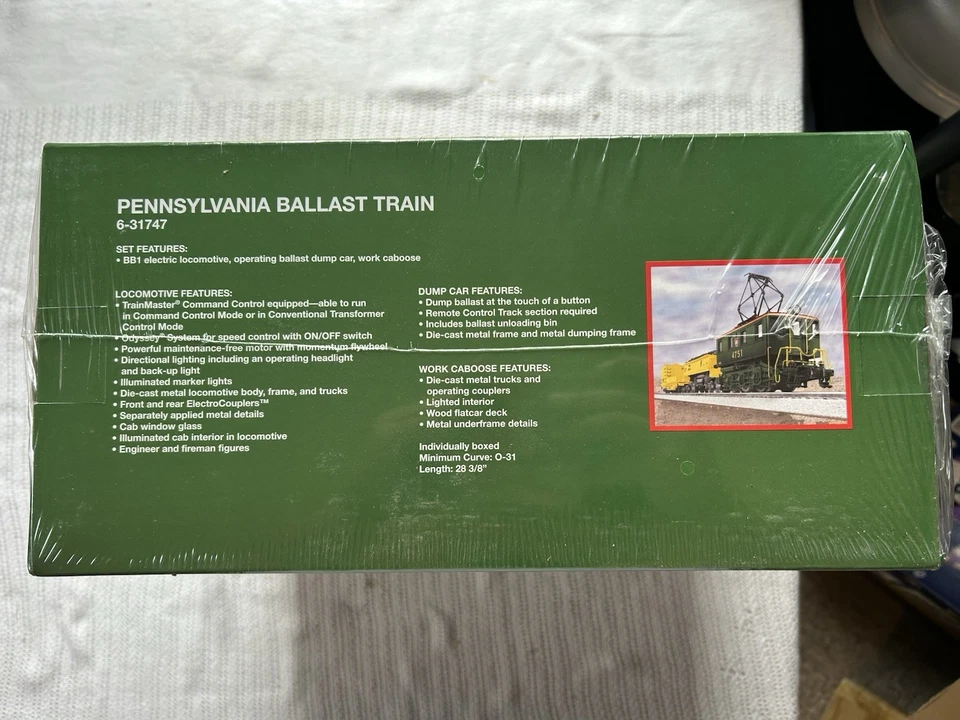 PENNSYLVANIA BALLAST TRAIN
6-31747
SET FEATURES:
• BB1 electric locomotive, operating ballast dump car, work caboose
LOCOMOTIVE FEATURES:
• TrainMaster® Command Control equipped—able to run
in Command Control Mode or in Conventional Transformer
Control Mode
• Odyssey® System for speed control with ON/OFF switch
• Powerful maintenance-free motor with momentum flywheel
• Directional lighting including an operating headlight
and back-up light
• Illuminated marker lights
• Die-cast metal locomotive body, frame, and trucks
• Front and rear ElectroCouplers™
• Separately applied metal details
• Cab window glass
• Illuminated cab interior in locomotive
• Engineer and fireman figures
DUMP CAR FEATURES:
• Dump ballast at the touch of a button
• Remote Control Track section required
• Includes ballast unloading bin
• Die-cast metal frame and metal dumping frame
WORK CABOOSE FEATURES:
• Die-cast metal trucks and
operating couplers
• Lighted interior
• Wood flatcar deck
• Metal underframe details
Individually boxed
Minimum Curve: O-31
Length: 28 3/8"
4751